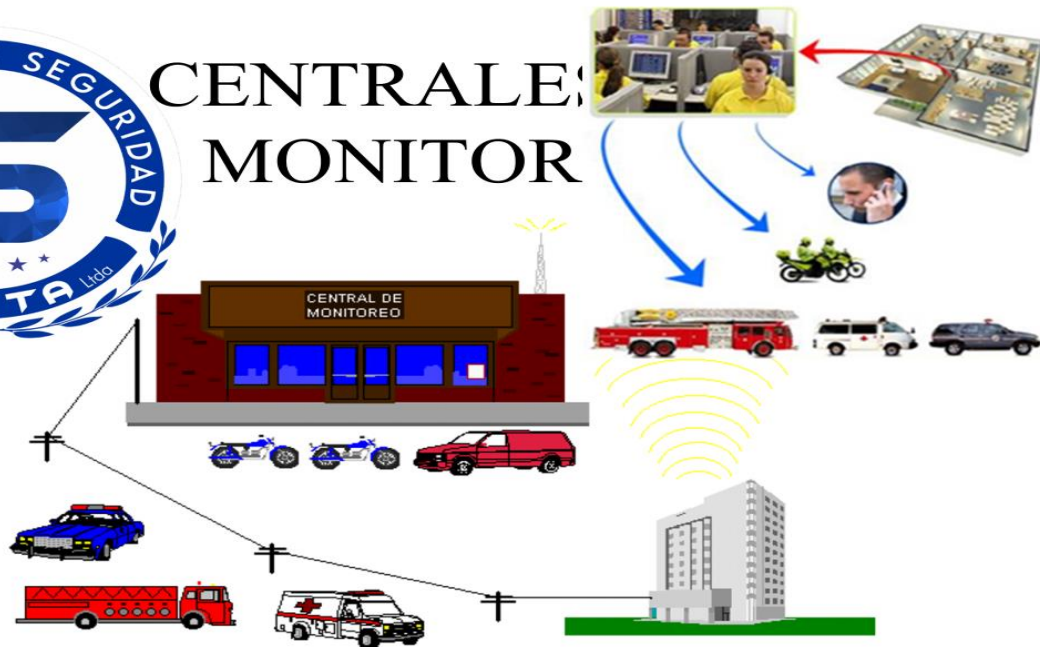 SEGURIDAD
TA Ltda
CENTRALES
MONITOR
CENTRAL DE
MONITOREO